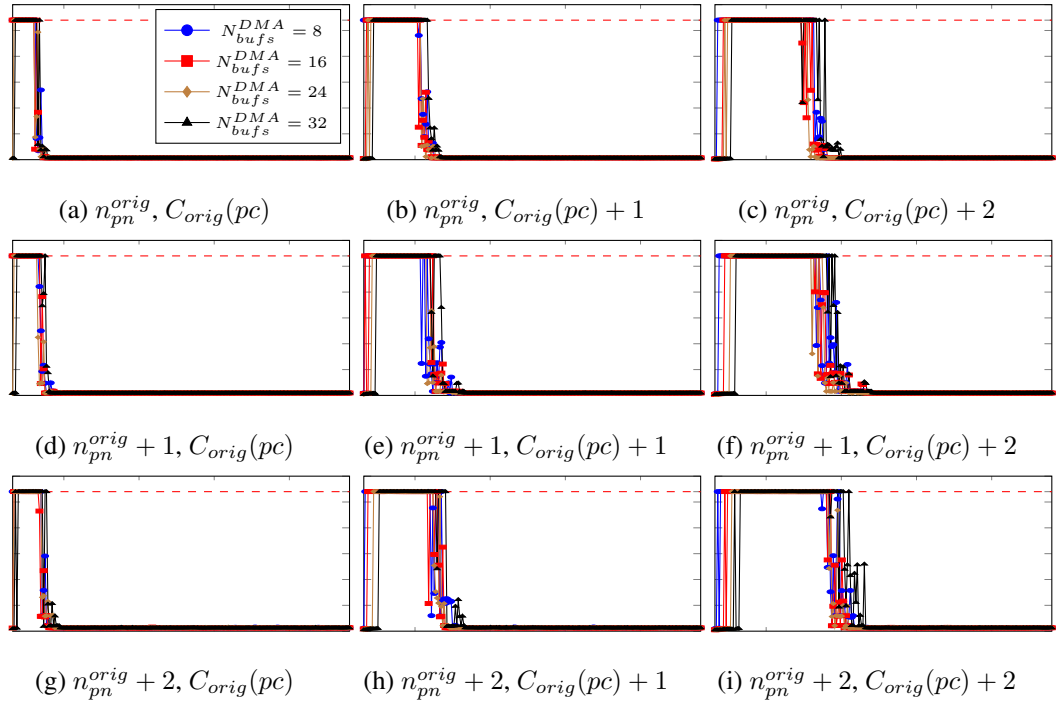 $N_{bufs}^{DMA} = 8$
$N_{bufs}^{DMA} = 16$
$N_{bufs}^{DMA} = 24$
$N_{bufs}^{DMA} = 32$
(a) $n_{pn}^{orig}$, $C_{orig}(pc)$
(b) $n_{pn}^{orig}$, $C_{orig}(pc) + 1$
(c) $n_{pn}^{orig}$, $C_{orig}(pc) + 2$
(d) $n_{pn}^{orig} + 1$, $C_{orig}(pc)$
(e) $n_{pn}^{orig} + 1$, $C_{orig}(pc) + 1$
(f) $n_{pn}^{orig} + 1$, $C_{orig}(pc) + 2$
(g) $n_{pn}^{orig} + 2$, $C_{orig}(pc)$
(h) $n_{pn}^{orig} + 2$, $C_{orig}(pc) + 1$
(i) $n_{pn}^{orig} + 2$, $C_{orig}(pc) + 2$